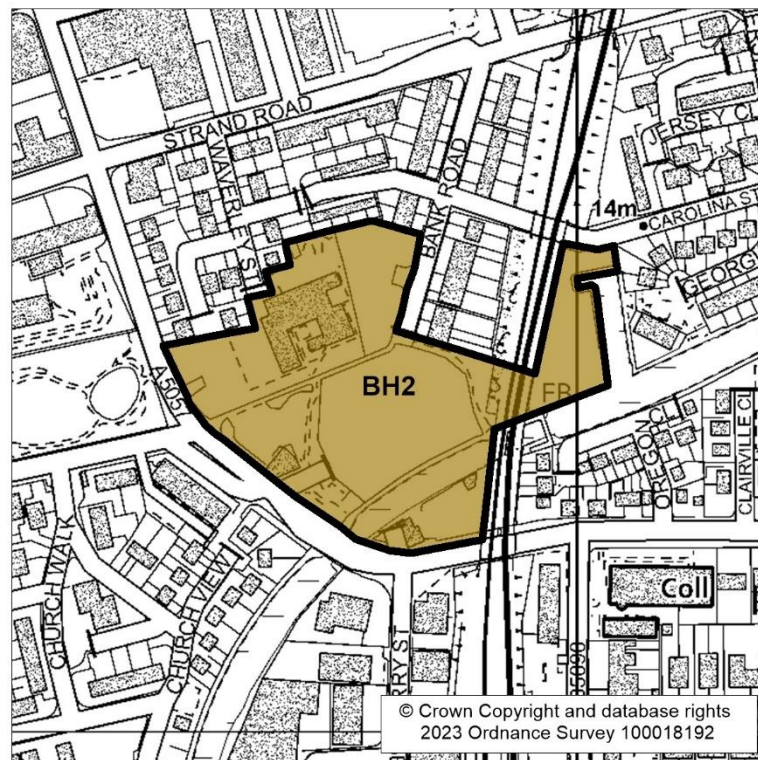 STRAND ROAD
WAVERLEY ST
BANK ROAD
JERSEY CL
14m
CAROLINA ST
GEORG
A505
BH2
FB
OREGON CL
CLAIRVILLE CL
CHURCH WALK
CHURCH VIEW
RRY ST
Coll
© Crown Copyright and database rights
2023 Ordnance Survey 100018192